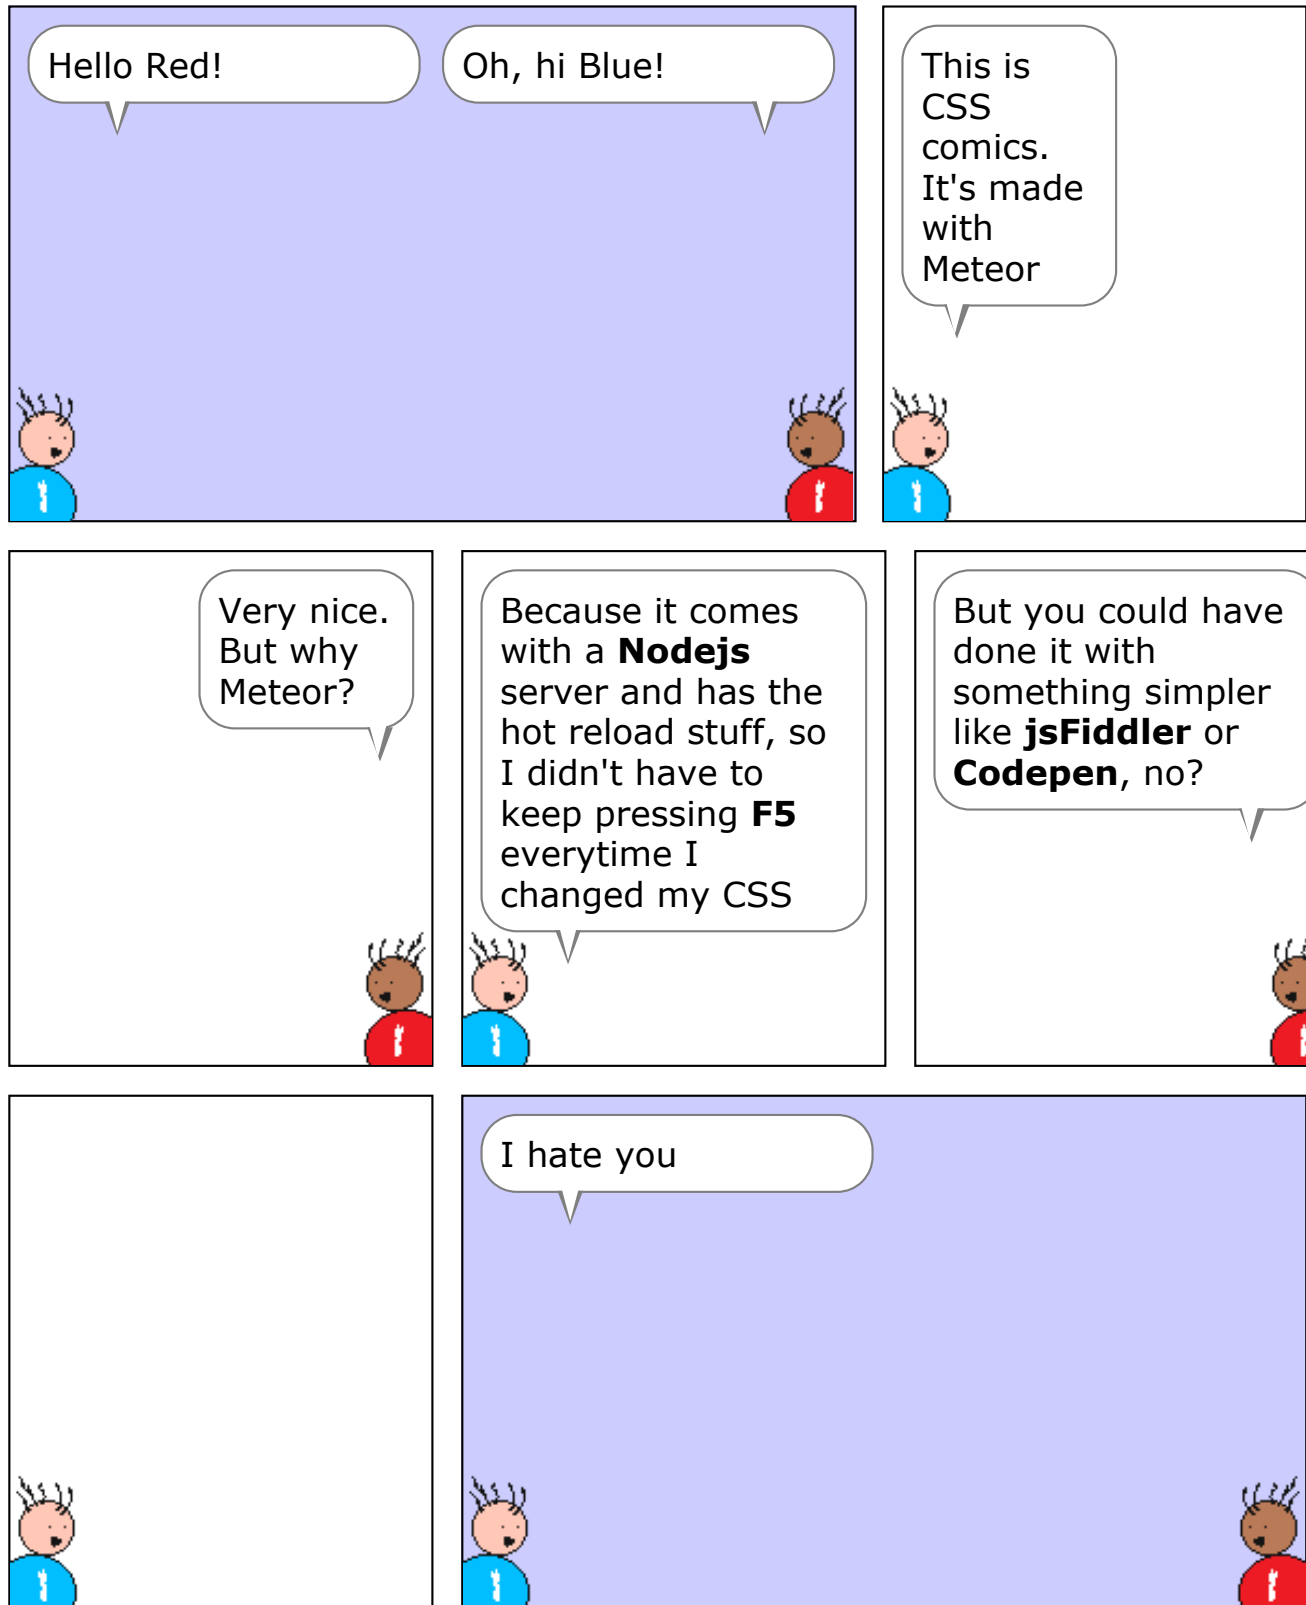 Hello Red!
Oh, hi Blue!
This is
CSS
comics.
It's made
with
Meteor
Very nice.
But why
Meteor?
Because it comes
with a Nodejs
server and has the
hot reload stuff, so
I didn't have to
keep pressing F5
everytime I
changed my CSS
But you could have
done it with
something simpler
like jsFiddler or
Codepen, no?
I hate you